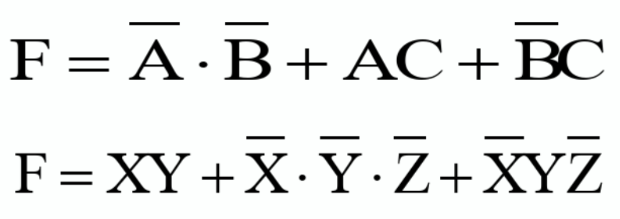 F = A̅ · B̅ + AC + B̅C
F = XY + X̅ · Y̅ · Z̅ + X̅YZ̅